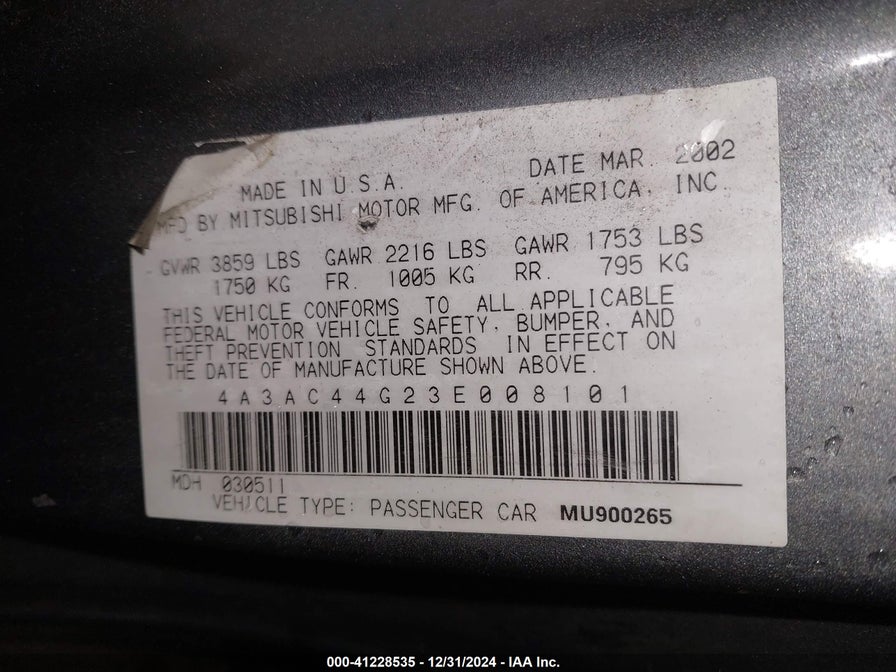 MADE IN U.S.A. DATE MAR. 2002
MFD BY MITSUBISHI MOTOR MFG. OF AMERICA, INC.
GVWR 3859 LBS GAWR 2216 LBS GAWR 1753 LBS
1750 KG FR. 1005 KG RR. 795 KG
THIS VEHICLE CONFORMS TO ALL APPLICABLE
FEDERAL MOTOR VEHICLE SAFETY, BUMPER, AND
THEFT PREVENTION STANDARDS IN EFFECT ON
THE DATE OF MANUFACTURE SHOWN ABOVE.
4A3AC44G23E008101
MDH 030511
VEHICLE TYPE: PASSENGER CAR MU900265
000-41228535 - 12/31/2024 - IAA Inc.